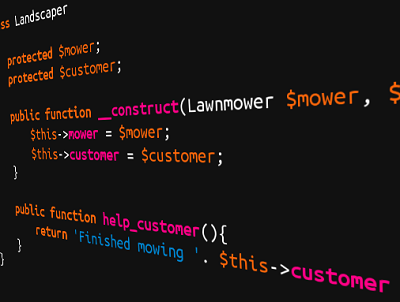 ss Landscaper
protected $mower;
protected $customer;
public function __construct(Lawnmower $mower, $
$this->mower = $mower;
$this->customer = $customer;
}
public function help_customer(){
return 'Finished mowing '. $this->customer
}
}